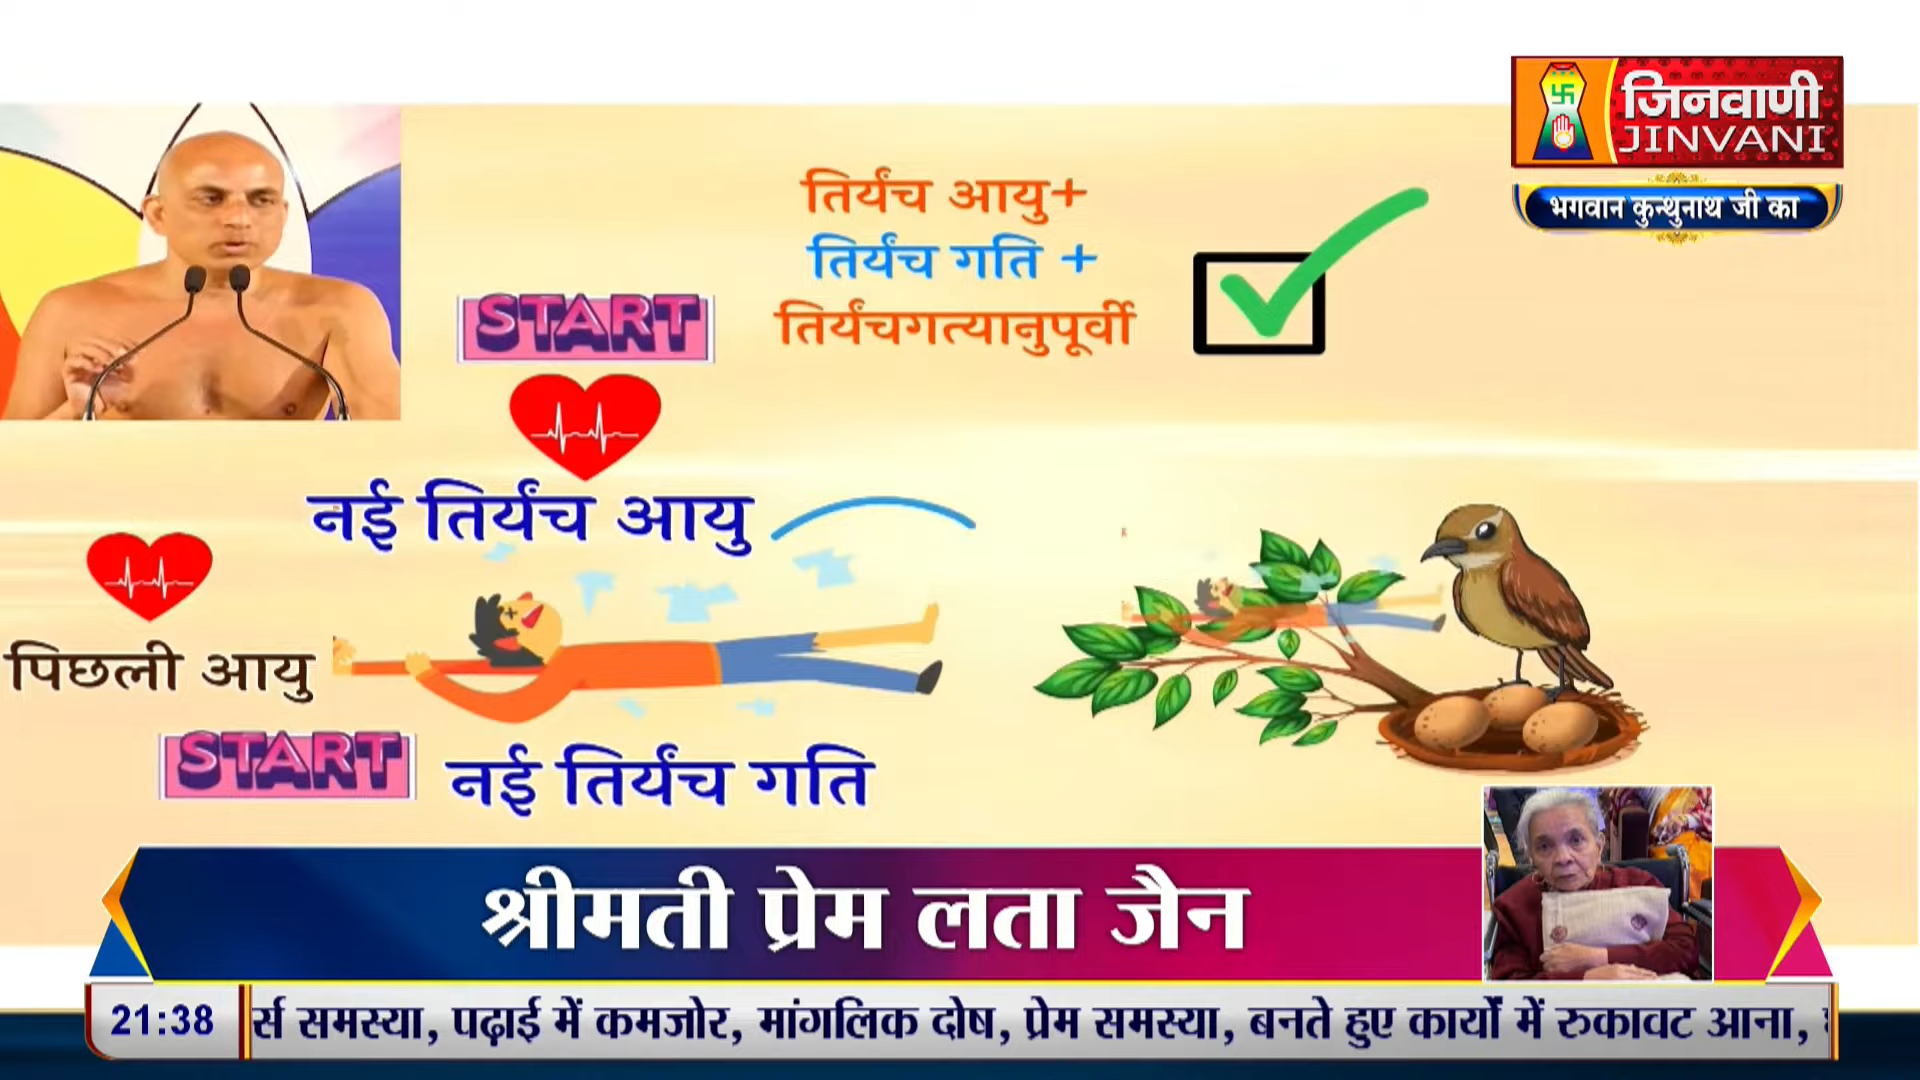 जिनवाणी
JINVANI
भगवान कुन्थुनाथ जी का
तिर्यंच आयु+
तिर्यंच गति +
तिर्यंचगत्यानुपूर्वी
START
नई तिर्यंच आयु
पिछली आयु
START
नई तिर्यंच गति
श्रीमती प्रेम लता जैन
21:38
र्स समस्या, पढ़ाई में कमजोर, मांगलिक दोष, प्रेम समस्या, बनते हुए कार्यों में रुकावट आना,